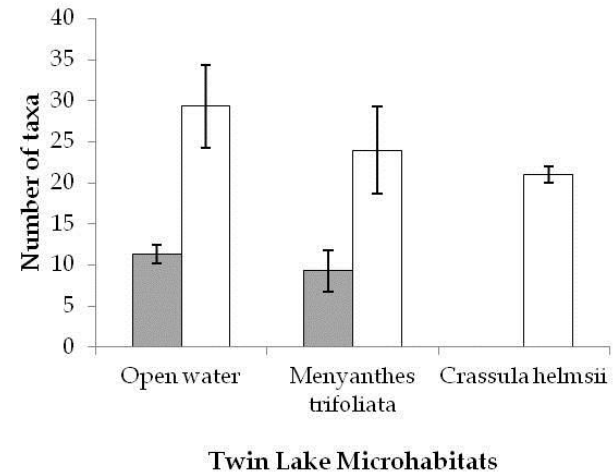 Number of taxa
40
35
30
25
20
15
10
5
0
Open water
Menyanthes
trifoliata
Crassula helmsii
Twin Lake Microhabitats